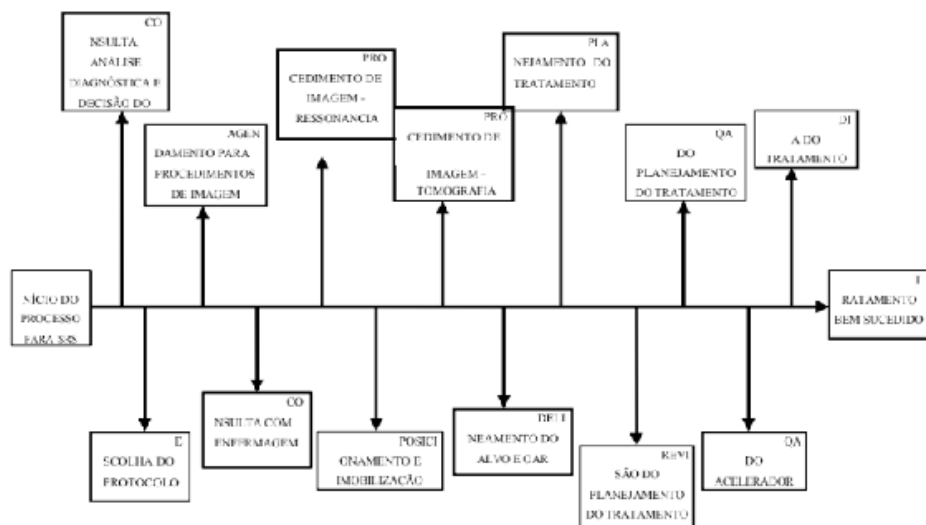 CO
NSULTA
ANÁLISE
DIAGNÓSTICA E
DECISÃO DO
PRO
CEDIMENTO DE
IMAGEM -
RESSONANCIA
PLA
NEJAMENTO DO
TRATAMENTO
AGEN
DAMENTO PARA
PROCEDIMENTOS
DE IMAGEM
PRO
CEDIMENTO DE
IMAGEM -
TOMOGRAFIA
QA
DO
PLANEJAMENTO
DO TRATAMENTO
DI
A DO
TRATAMENTO
NÍCIO DO
PROCESSO
PARA SRS
T
RATAMENTO
BEM SUCEDIDO
E
SCOLHA DO
PROTOCOLO
CO
NSULTA COM
ENFERMAGEM
POSICI
ONAMENTO E
IMOBILIZAÇÃO
DELI
NEAMENTO DO
ALVO E OAR
REVI
SÃO DO
PLANEJAMENTO
DO TRATAMENTO
QA
DO
ACELERADOR